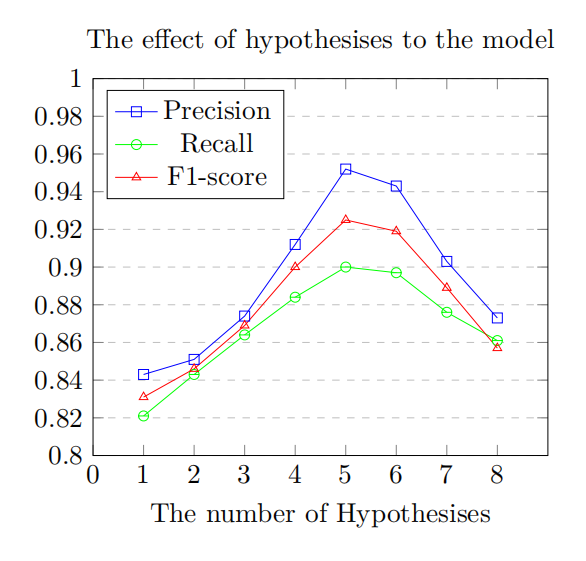 The effect of hypothesises to the model
1
0.98
0.96
0.94
0.92
0.9
0.88
0.86
0.84
0.82
0.8
Precision
Recall
F1-score
0 1 2 3 4 5 6 7 8
The number of Hypothesises